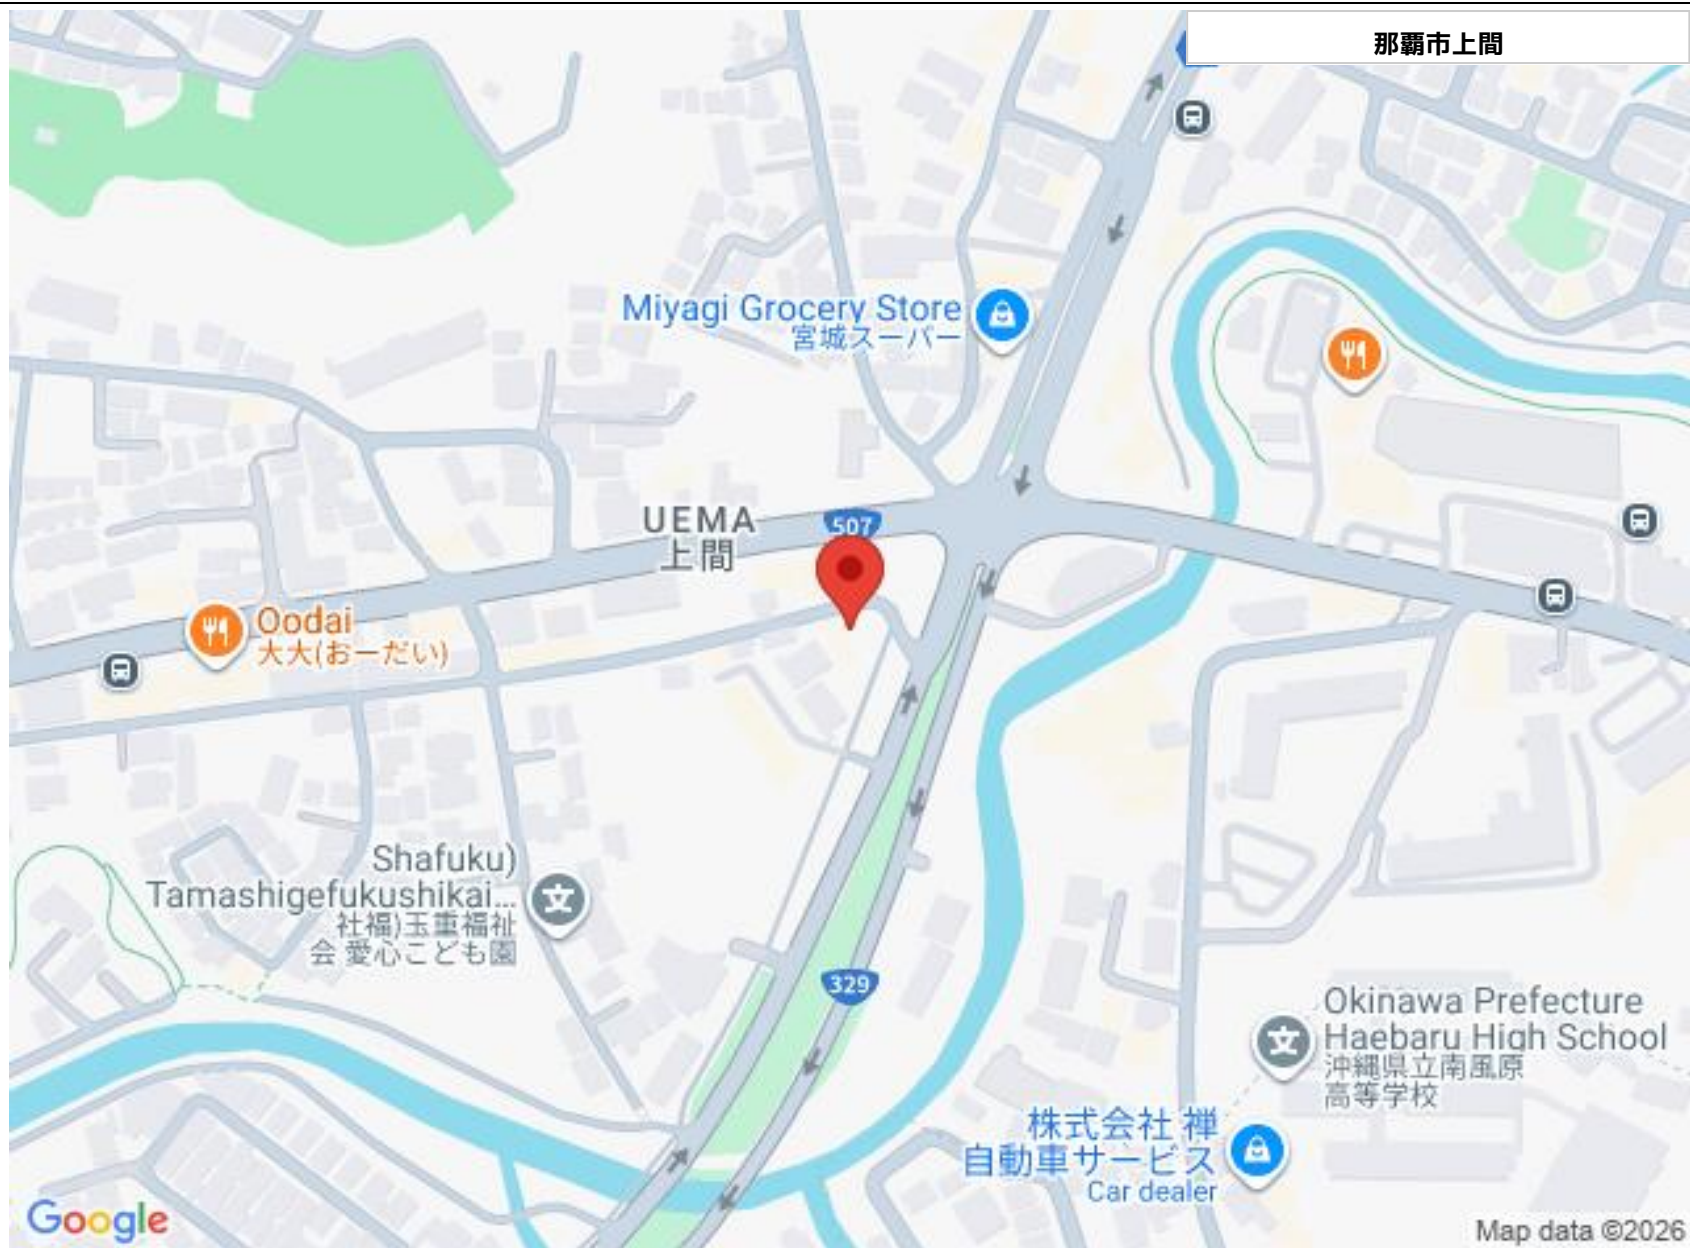 那覇市上間
Miyagi Grocery Store
宮城スーパー
UEMA
上間
507
Oodai
大大(おーだい)
Shafuku)
Tamashigefukushikai...
社福)玉重福祉
会 愛心こども園
329
Okinawa Prefecture
Haebaru High School
沖縄県立南風原
高等学校
株式会社 禅
自動車サービス
Car dealer
Google
Map data ©2026